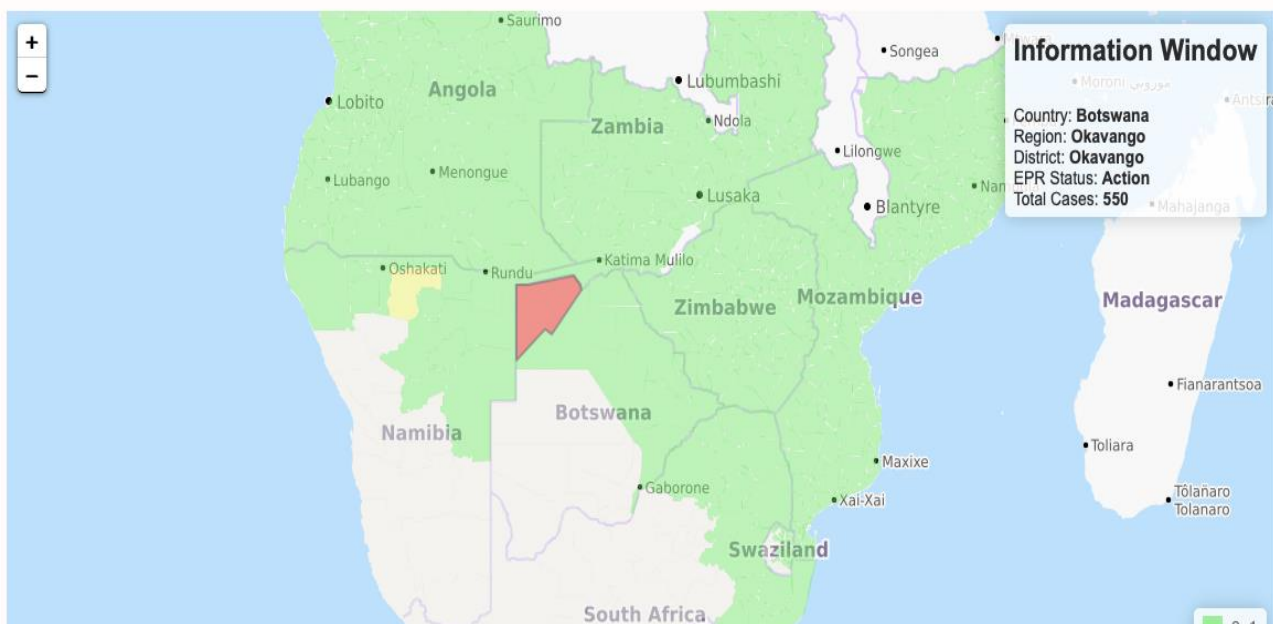 +
−
Saurimo
Songea
Information Window
Lubumbashi
Angola
Lobito
Ndola
Zambia
Country: Botswana
Region: Okavango
District: Okavango
EPR Status: Action
Total Cases: 550
Lilongwe
Menongue
Lubango
Lusaka
Blantyre
Mahajanga
Katima Mulilo
Oshakati
Rundu
Zimbabwe
Mozambique
Madagascar
Fianarantsoa
Botswana
Namibia
Toliara
Maxixe
Gaborone
Xai-Xai
Tôlañaro
Tolanaro
Swaziland
South Africa